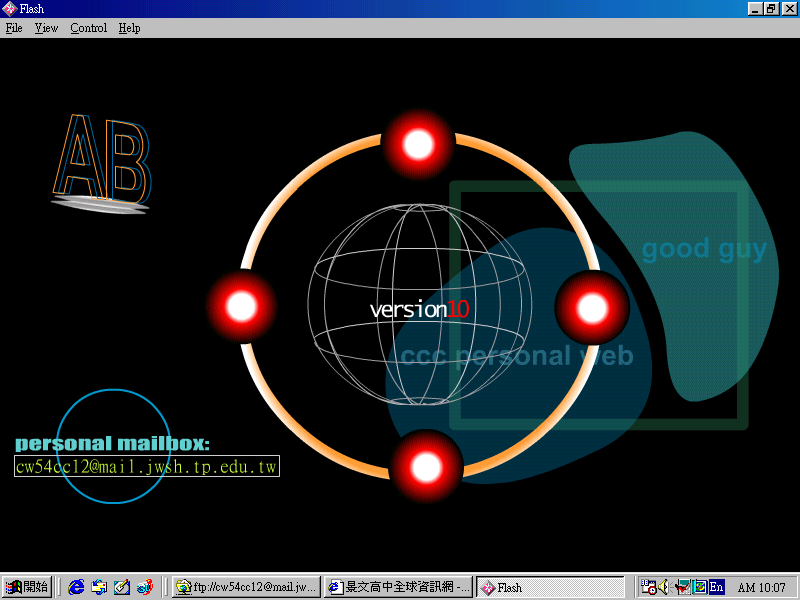 Flash
File View Control Help
AB
good guy
version10
ccc personal web
personal mailbox:
cw54cc12@mail.jwsh.tp.edu.tw
開始
ftp://cw54cc12@mail.jw...
景文高中全球資訊網 -...
Flash
En
AM 10:07